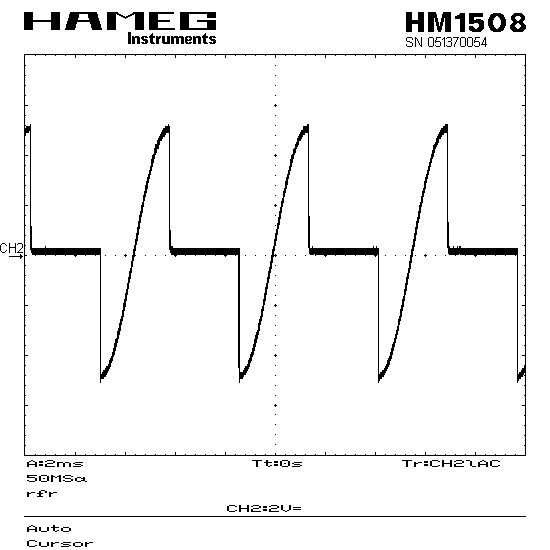 HAMEG
Instruments
HM1508
SN 051370054
CH2
A:2ms
Tt:0s
Tr:CH2~AC
50MSa
rfr
CH2:2V=
Auto
Cursor